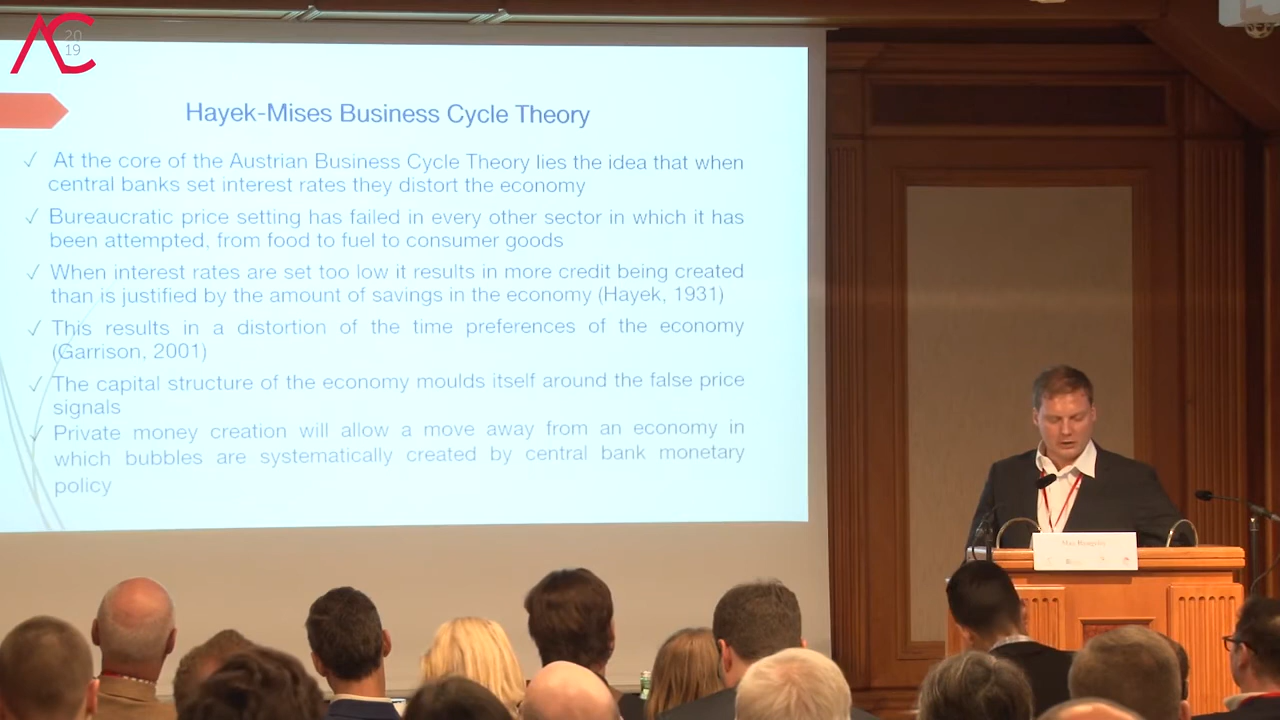 AC
20
19
Hayek-Mises Business Cycle Theory
✓ At the core of the Austrian Business Cycle Theory lies the idea that when
central banks set interest rates they distort the economy
✓ Bureaucratic price setting has failed in every other sector in which it has
been attempted, from food to fuel to consumer goods
✓ When interest rates are set too low it results in more credit being created
than is justified by the amount of savings in the economy (Hayek, 1931)
✓ This results in a distortion of the time preferences of the economy
(Garrison, 2001)
✓ The capital structure of the economy moulds itself around the false price
signals
✓ Private money creation will allow a move away from an economy in
which bubbles are systematically created by central bank monetary
policy